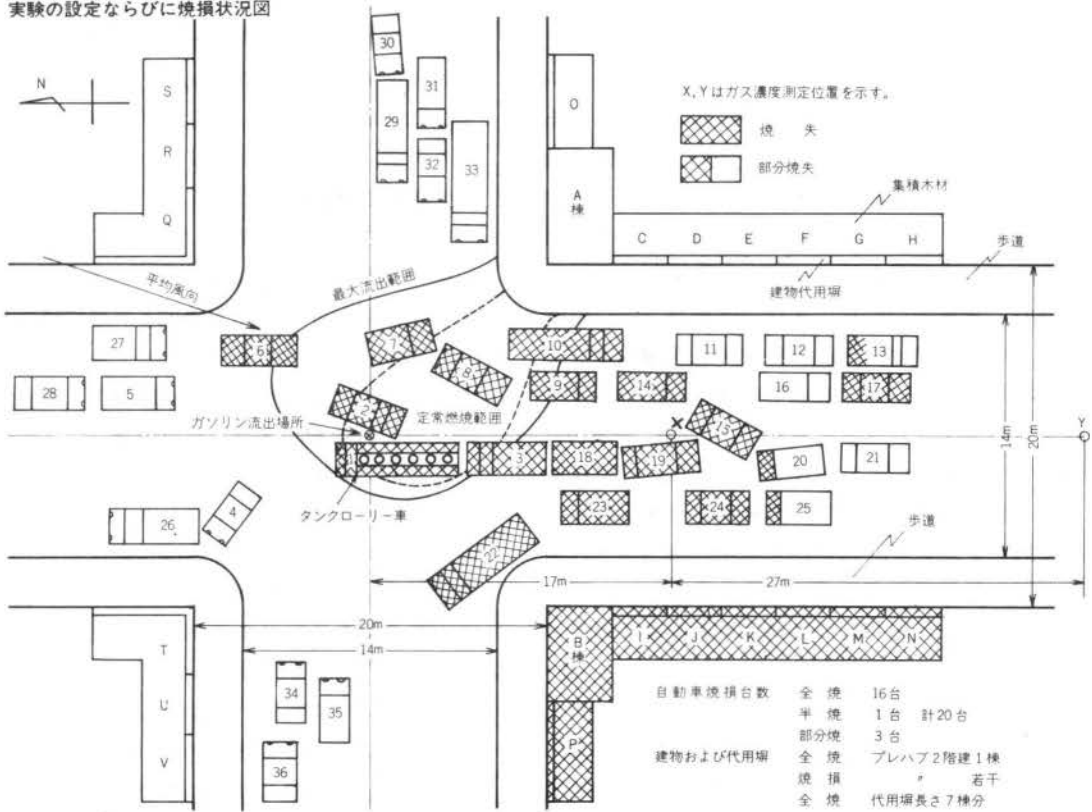 実験の設定ならびに焼損状況図
N
X,Yはガス濃度測定位置を示す。
焼 失
部分焼失
集積木材
歩道
建物代用塀
平均風向
最大流出範囲
ガソリン流出場所
定常燃焼範囲
タンクローリー車
歩道
S
R
Q
O
A棟
C D E F G H
30
31
29
32
33
27
6
7
10
11
12
13
28
5
8
9
14
16
17
2
X
15
Y
1
3
18
19
20
21
26
4
23
24
25
22
14m
20m
17m
27m
20m
14m
T
U
V
34
35
36
B棟
I J K L M N
P
自動車焼損台数 全 焼 16台
半 焼 1台 計20台
部分焼 3台
建物および代用塀 全 焼 プレハブ2階建1棟
焼 損 〃 若干
全 焼 代用塀長さ7棟分